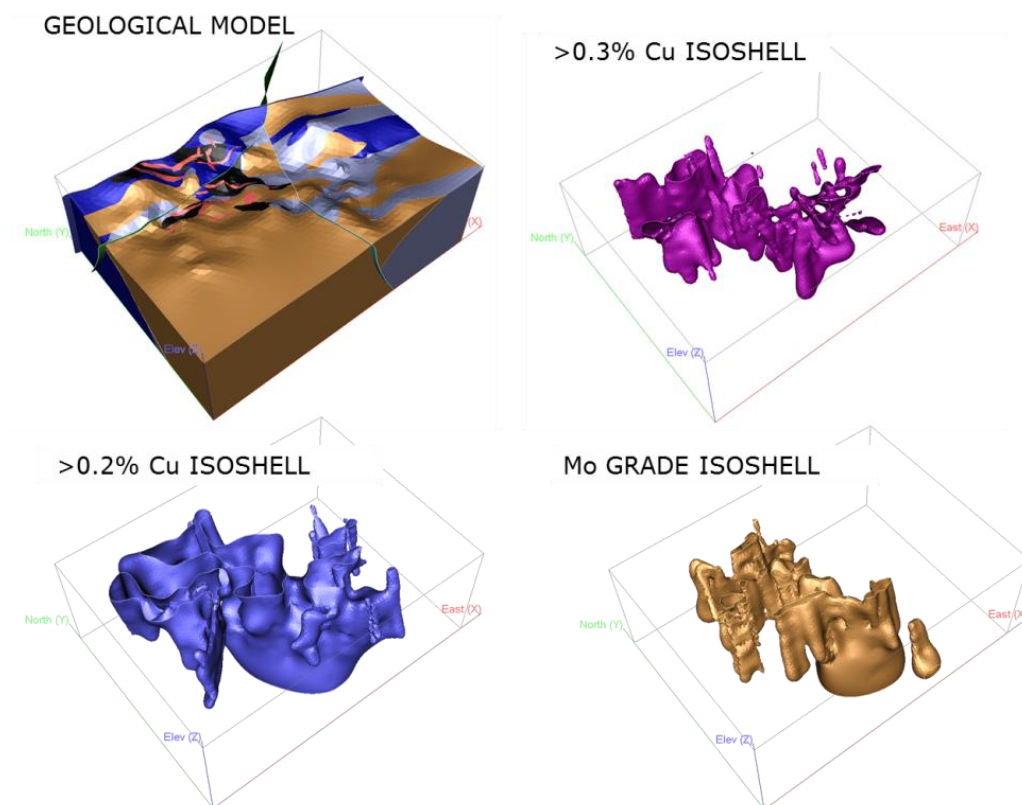 GEOLOGICAL MODEL
>0.3% Cu ISOSHELL
North (Y)
(X)
Elev (Z)
North (Y)
East (X)
Elev (Z)
>0.2% Cu ISOSHELL
Mo GRADE ISOSHELL
North (Y)
East (X)
Elev (Z)
North (Y)
East (X
Elev (Z)